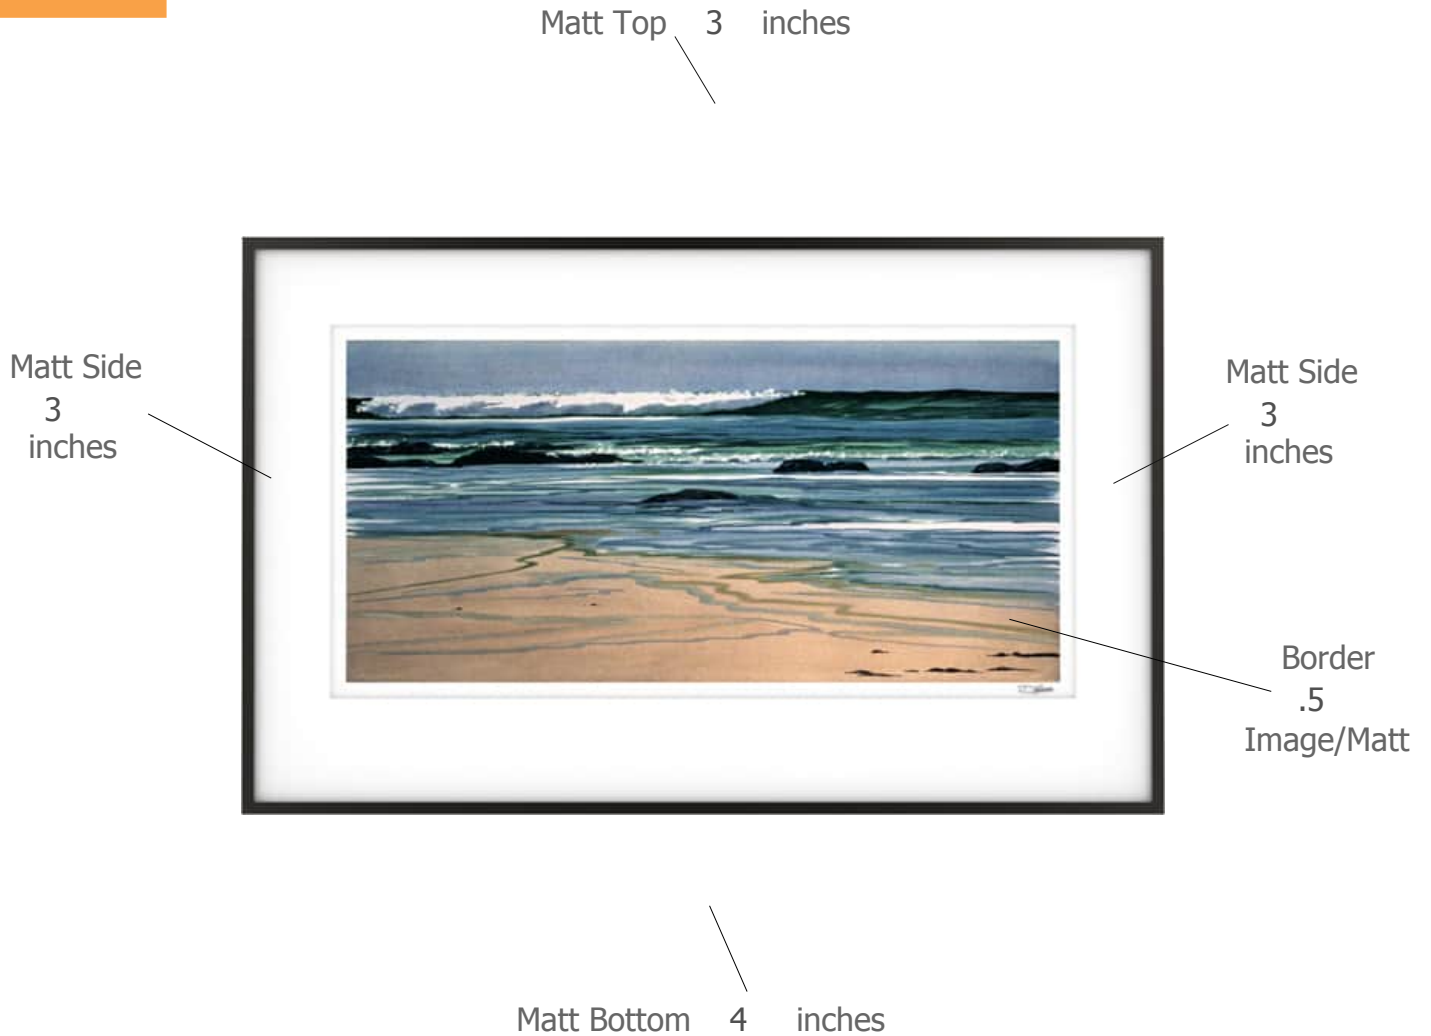 Matt Top 3 inches
Matt Side
3
inches
Matt Side
3
inches
Border
.5
Image/Matt
Matt Bottom 4 inches